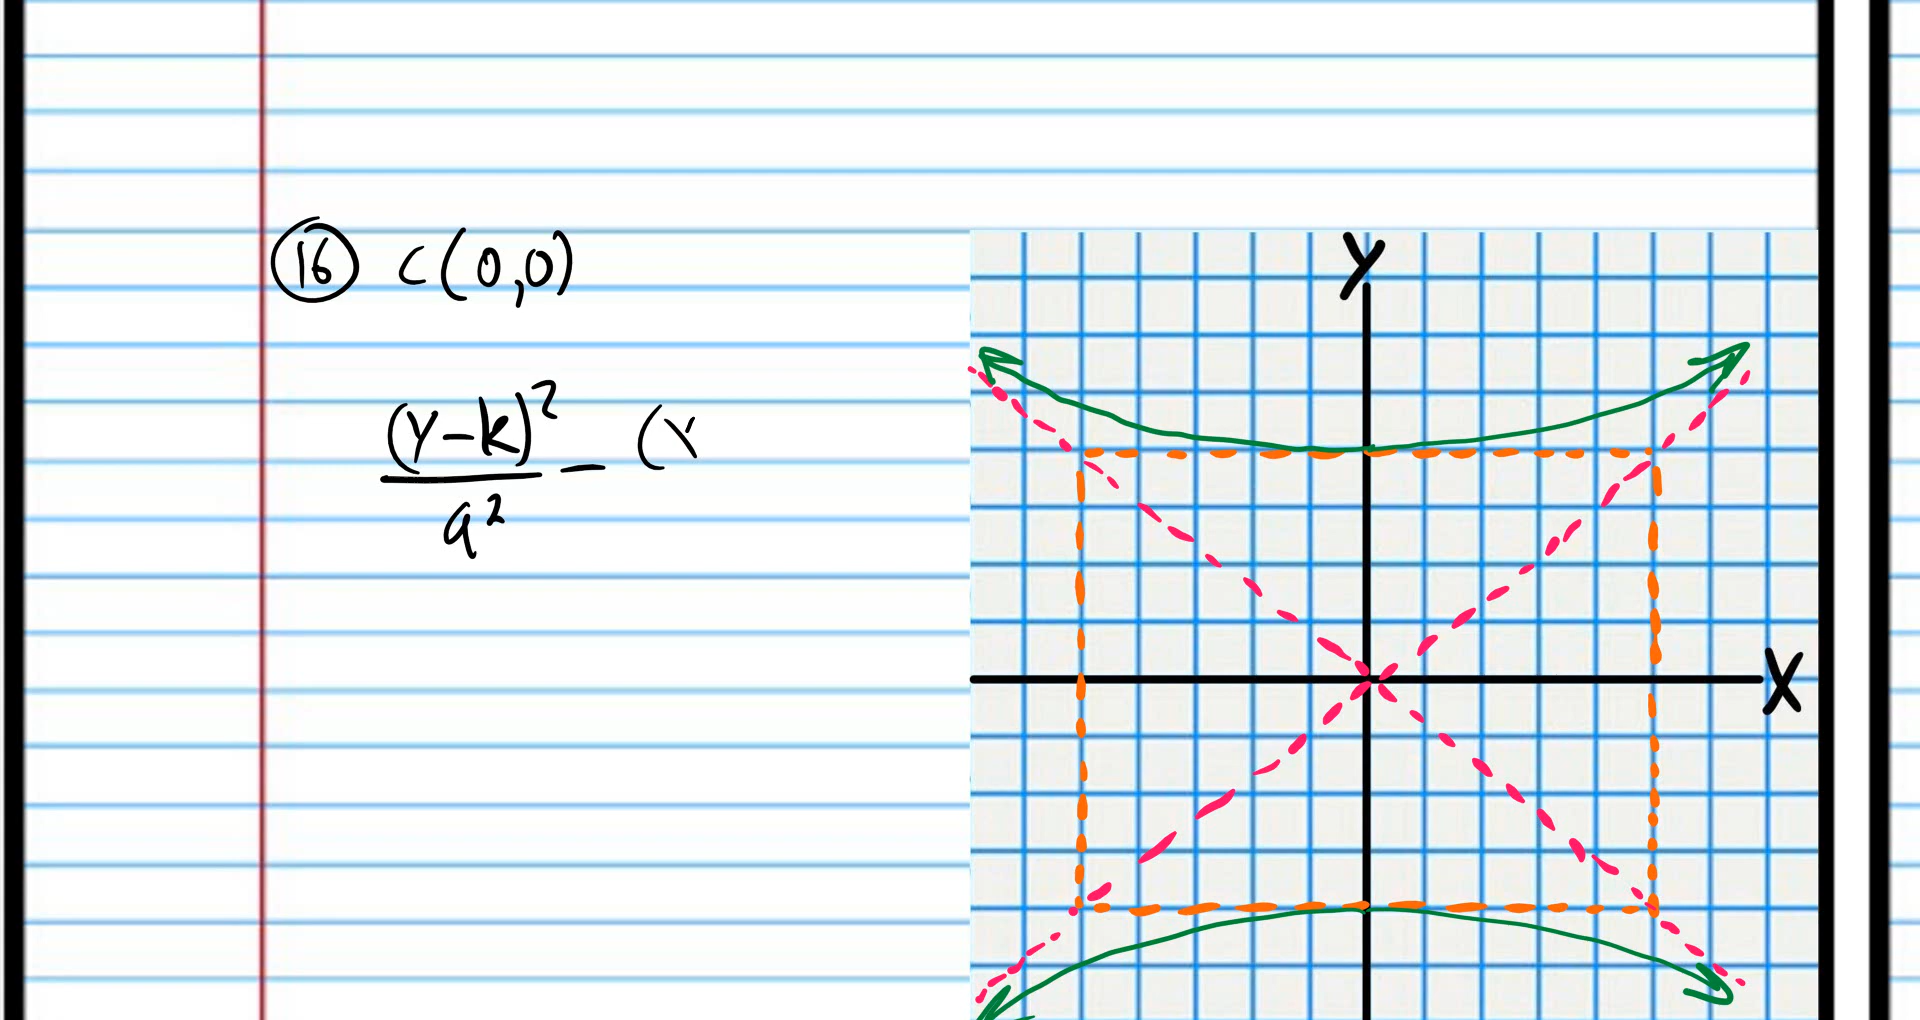 ⑯ C(0,0)
(y-k)² / a² - (x
Y
X